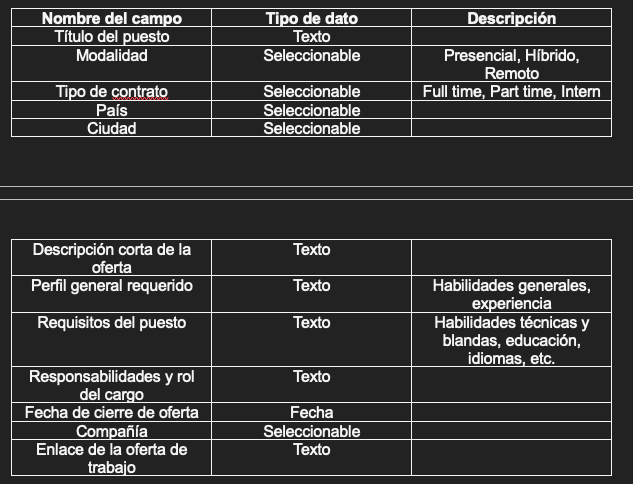 Nombre del campo Tipo de dato Descripción
Título del puesto Texto
Modalidad Seleccionable Presencial, Híbrido,
Remoto
Tipo de contrato Seleccionable Full time, Part time, Intern
País Seleccionable
Ciudad Seleccionable
Descripción corta de la Texto
oferta
Perfil general requerido Texto Habilidades generales,
experiencia
Requisitos del puesto Texto Habilidades técnicas y
blandas, educación,
idiomas, etc.
Responsabilidades y rol Texto
del cargo
Fecha de cierre de oferta Fecha
Compañía Seleccionable
Enlace de la oferta de Texto
trabajo